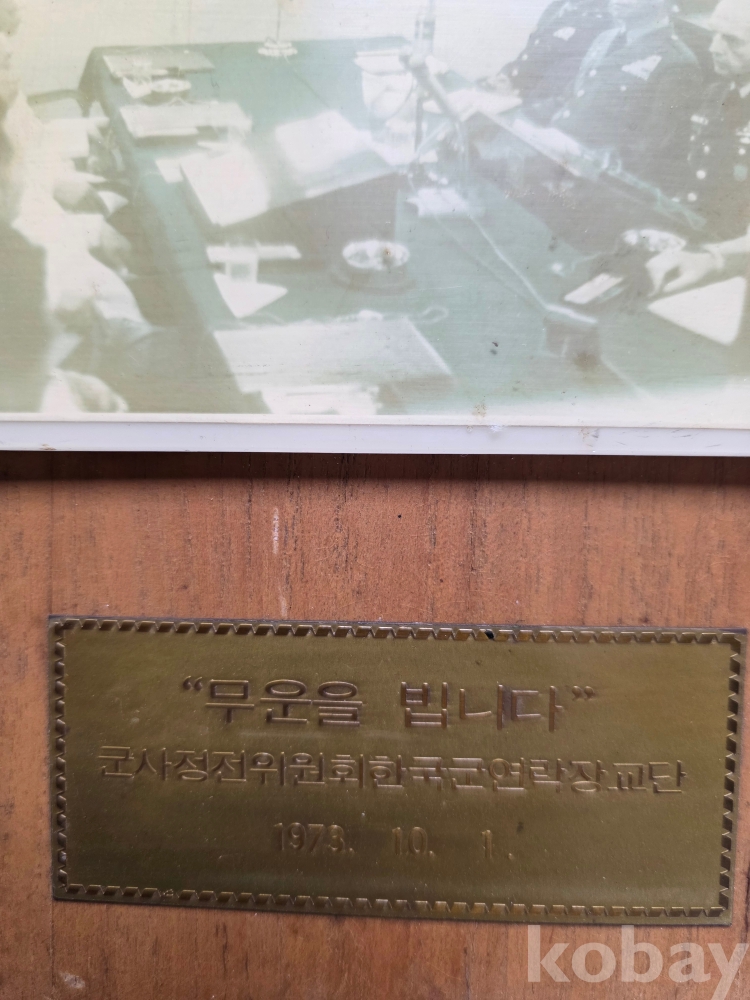 “무운을 빕니다”
군사정전위원회한국군연락장교단
1973. 10. 1.
kobay